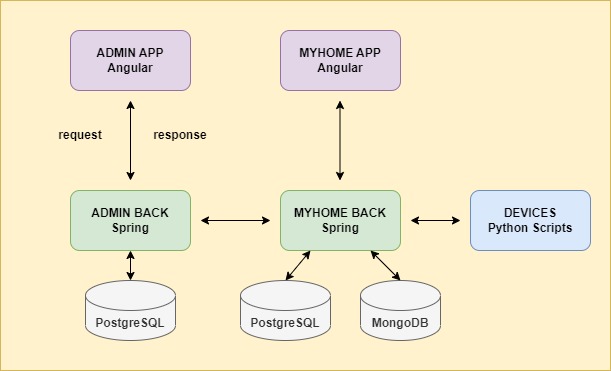 ADMIN APP
Angular
MYHOME APP
Angular
request
response
ADMIN BACK
Spring
MYHOME BACK
Spring
DEVICES
Python Scripts
PostgreSQL
PostgreSQL
MongoDB